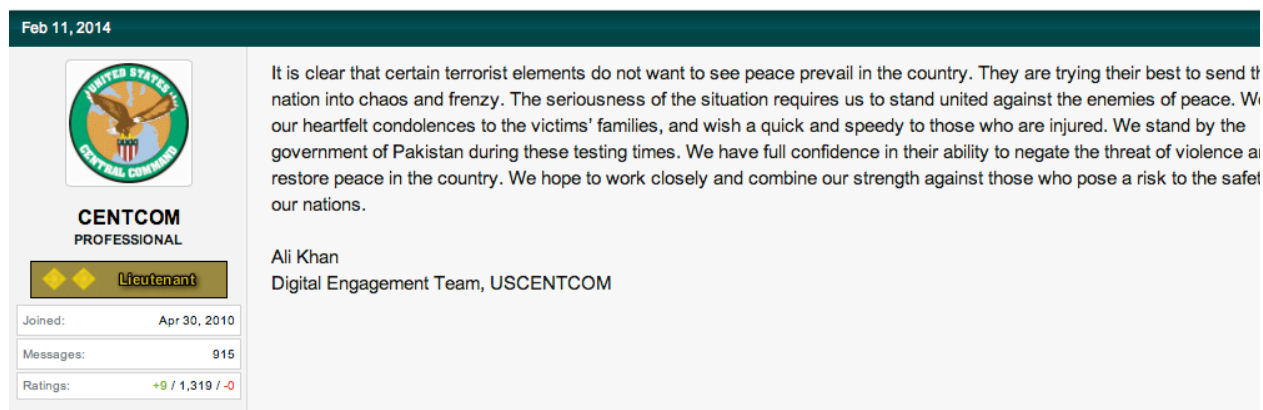 Feb 11, 2014
UNITED STATES
CENTRAL COMMAND
CENTCOM
PROFESSIONAL
Lieutenant
Joined: Apr 30, 2010
Messages: 915
Ratings: +9 / 1,319 / -0
It is clear that certain terrorist elements do not want to see peace prevail in the country. They are trying their best to send
nation into chaos and frenzy. The seriousness of the situation requires us to stand united against the enemies of peace.
our heartfelt condolences to the victims' families, and wish a quick and speedy to those who are injured. We stand by the
government of Pakistan during these testing times. We have full confidence in their ability to negate the threat of violence
restore peace in the country. We hope to work closely and combine our strength against those who pose a risk to the
our nations.
Ali Khan
Digital Engagement Team, USCENTCOM